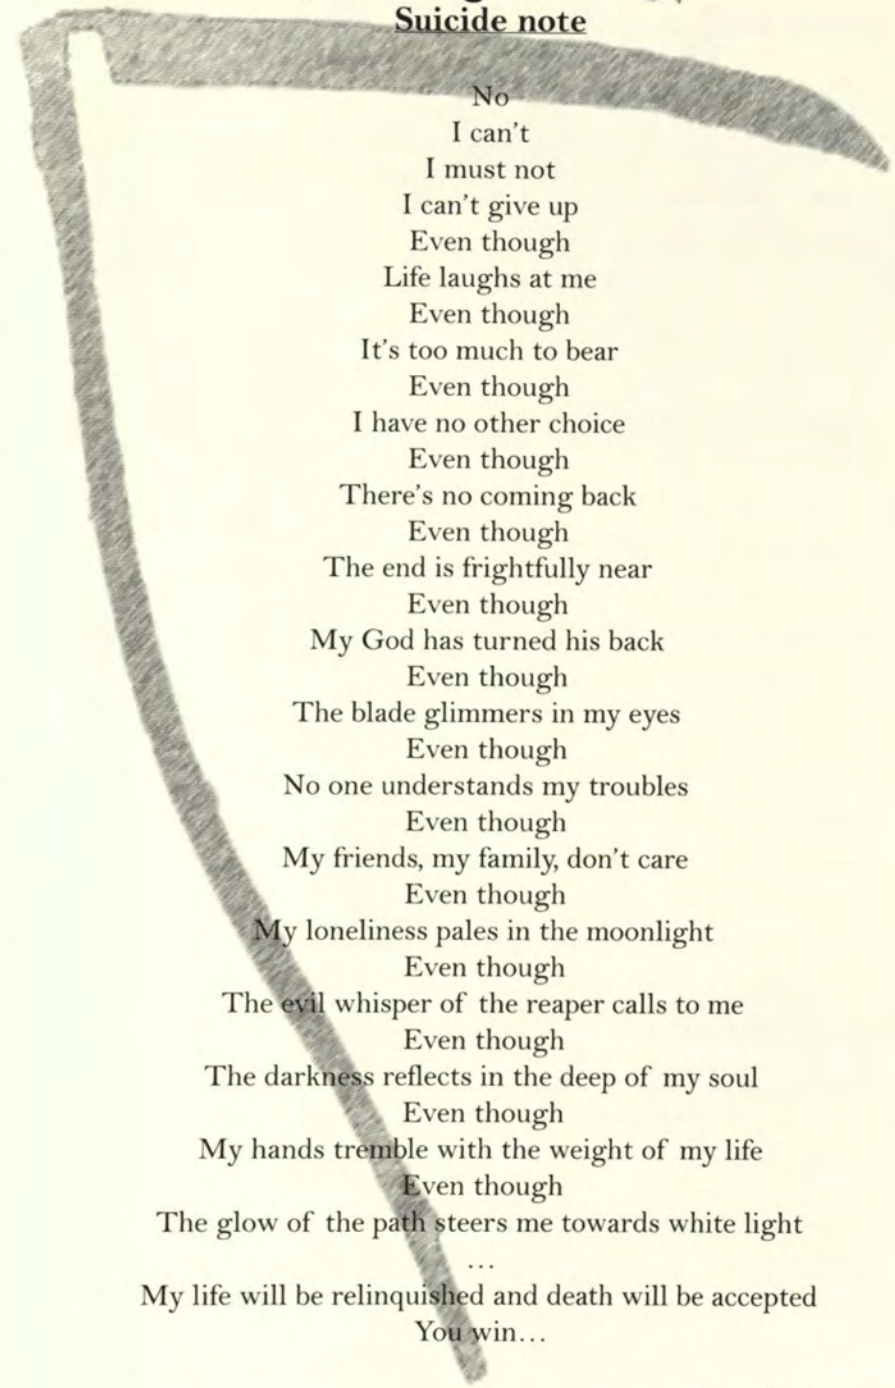 Suicide note
No
I can't
I must not
I can't give up
Even though
Life laughs at me
Even though
It's too much to bear
Even though
I have no other choice
Even though
There's no coming back
Even though
The end is frightfully near
Even though
My God has turned his back
Even though
The blade glimmers in my eyes
Even though
No one understands my troubles
Even though
My friends, my family, don't care
Even though
My loneliness pales in the moonlight
Even though
The evil whisper of the reaper calls to me
Even though
The darkness reflects in the deep of my soul
Even though
My hands tremble with the weight of my life
Even though
The glow of the path steers me towards white light
…
My life will be relinquished and death will be accepted
You win…